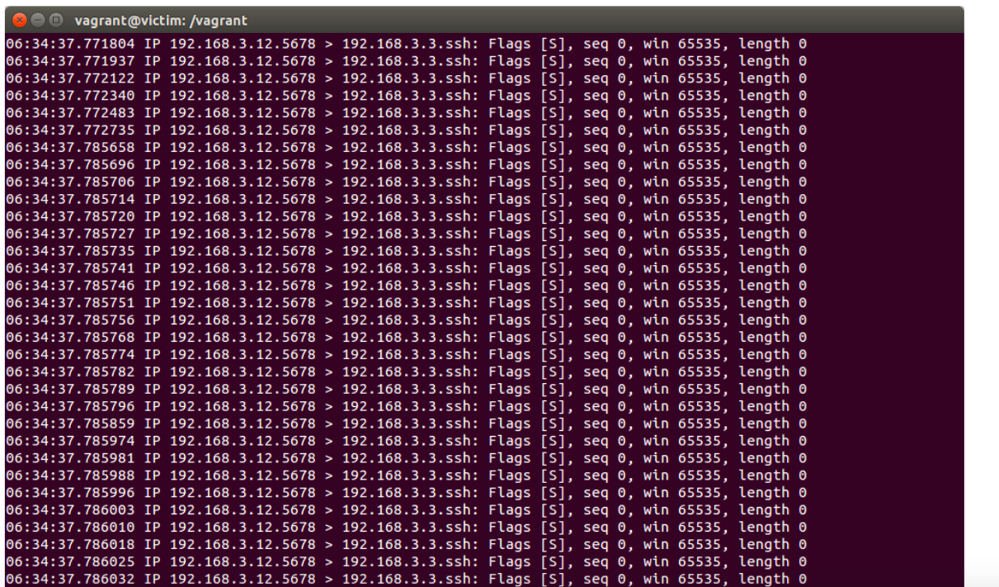 vagrant@victim: /vagrant
06:34:37.771804 IP 192.168.3.12.5678 > 192.168.3.3.ssh: Flags [S], seq 0, win 65535, length 0
06:34:37.771937 IP 192.168.3.12.5678 > 192.168.3.3.ssh: Flags [S], seq 0, win 65535, length 0
06:34:37.772122 IP 192.168.3.12.5678 > 192.168.3.3.ssh: Flags [S], seq 0, win 65535, length 0
06:34:37.772340 IP 192.168.3.12.5678 > 192.168.3.3.ssh: Flags [S], seq 0, win 65535, length 0
06:34:37.772483 IP 192.168.3.12.5678 > 192.168.3.3.ssh: Flags [S], seq 0, win 65535, length 0
06:34:37.772735 IP 192.168.3.12.5678 > 192.168.3.3.ssh: Flags [S], seq 0, win 65535, length 0
06:34:37.785658 IP 192.168.3.12.5678 > 192.168.3.3.ssh: Flags [S], seq 0, win 65535, length 0
06:34:37.785696 IP 192.168.3.12.5678 > 192.168.3.3.ssh: Flags [S], seq 0, win 65535, length 0
06:34:37.785706 IP 192.168.3.12.5678 > 192.168.3.3.ssh: Flags [S], seq 0, win 65535, length 0
06:34:37.785714 IP 192.168.3.12.5678 > 192.168.3.3.ssh: Flags [S], seq 0, win 65535, length 0
06:34:37.785720 IP 192.168.3.12.5678 > 192.168.3.3.ssh: Flags [S], seq 0, win 65535, length 0
06:34:37.785727 IP 192.168.3.12.5678 > 192.168.3.3.ssh: Flags [S], seq 0, win 65535, length 0
06:34:37.785735 IP 192.168.3.12.5678 > 192.168.3.3.ssh: Flags [S], seq 0, win 65535, length 0
06:34:37.785741 IP 192.168.3.12.5678 > 192.168.3.3.ssh: Flags [S], seq 0, win 65535, length 0
06:34:37.785746 IP 192.168.3.12.5678 > 192.168.3.3.ssh: Flags [S], seq 0, win 65535, length 0
06:34:37.785751 IP 192.168.3.12.5678 > 192.168.3.3.ssh: Flags [S], seq 0, win 65535, length 0
06:34:37.785756 IP 192.168.3.12.5678 > 192.168.3.3.ssh: Flags [S], seq 0, win 65535, length 0
06:34:37.785768 IP 192.168.3.12.5678 > 192.168.3.3.ssh: Flags [S], seq 0, win 65535, length 0
06:34:37.785774 IP 192.168.3.12.5678 > 192.168.3.3.ssh: Flags [S], seq 0, win 65535, length 0
06:34:37.785782 IP 192.168.3.12.5678 > 192.168.3.3.ssh: Flags [S], seq 0, win 65535, length 0
06:34:37.785789 IP 192.168.3.12.5678 > 192.168.3.3.ssh: Flags [S], seq 0, win 65535, length 0
06:34:37.785796 IP 192.168.3.12.5678 > 192.168.3.3.ssh: Flags [S], seq 0, win 65535, length 0
06:34:37.785859 IP 192.168.3.12.5678 > 192.168.3.3.ssh: Flags [S], seq 0, win 65535, length 0
06:34:37.785974 IP 192.168.3.12.5678 > 192.168.3.3.ssh: Flags [S], seq 0, win 65535, length 0
06:34:37.785981 IP 192.168.3.12.5678 > 192.168.3.3.ssh: Flags [S], seq 0, win 65535, length 0
06:34:37.785988 IP 192.168.3.12.5678 > 192.168.3.3.ssh: Flags [S], seq 0, win 65535, length 0
06:34:37.785996 IP 192.168.3.12.5678 > 192.168.3.3.ssh: Flags [S], seq 0, win 65535, length 0
06:34:37.786003 IP 192.168.3.12.5678 > 192.168.3.3.ssh: Flags [S], seq 0, win 65535, length 0
06:34:37.786010 IP 192.168.3.12.5678 > 192.168.3.3.ssh: Flags [S], seq 0, win 65535, length 0
06:34:37.786018 IP 192.168.3.12.5678 > 192.168.3.3.ssh: Flags [S], seq 0, win 65535, length 0
06:34:37.786025 IP 192.168.3.12.5678 > 192.168.3.3.ssh: Flags [S], seq 0, win 65535, length 0
06:34:37.786032 IP 192.168.3.12.5678 > 192.168.3.3.ssh: Flags [S], seq 0, win 65535, length 0